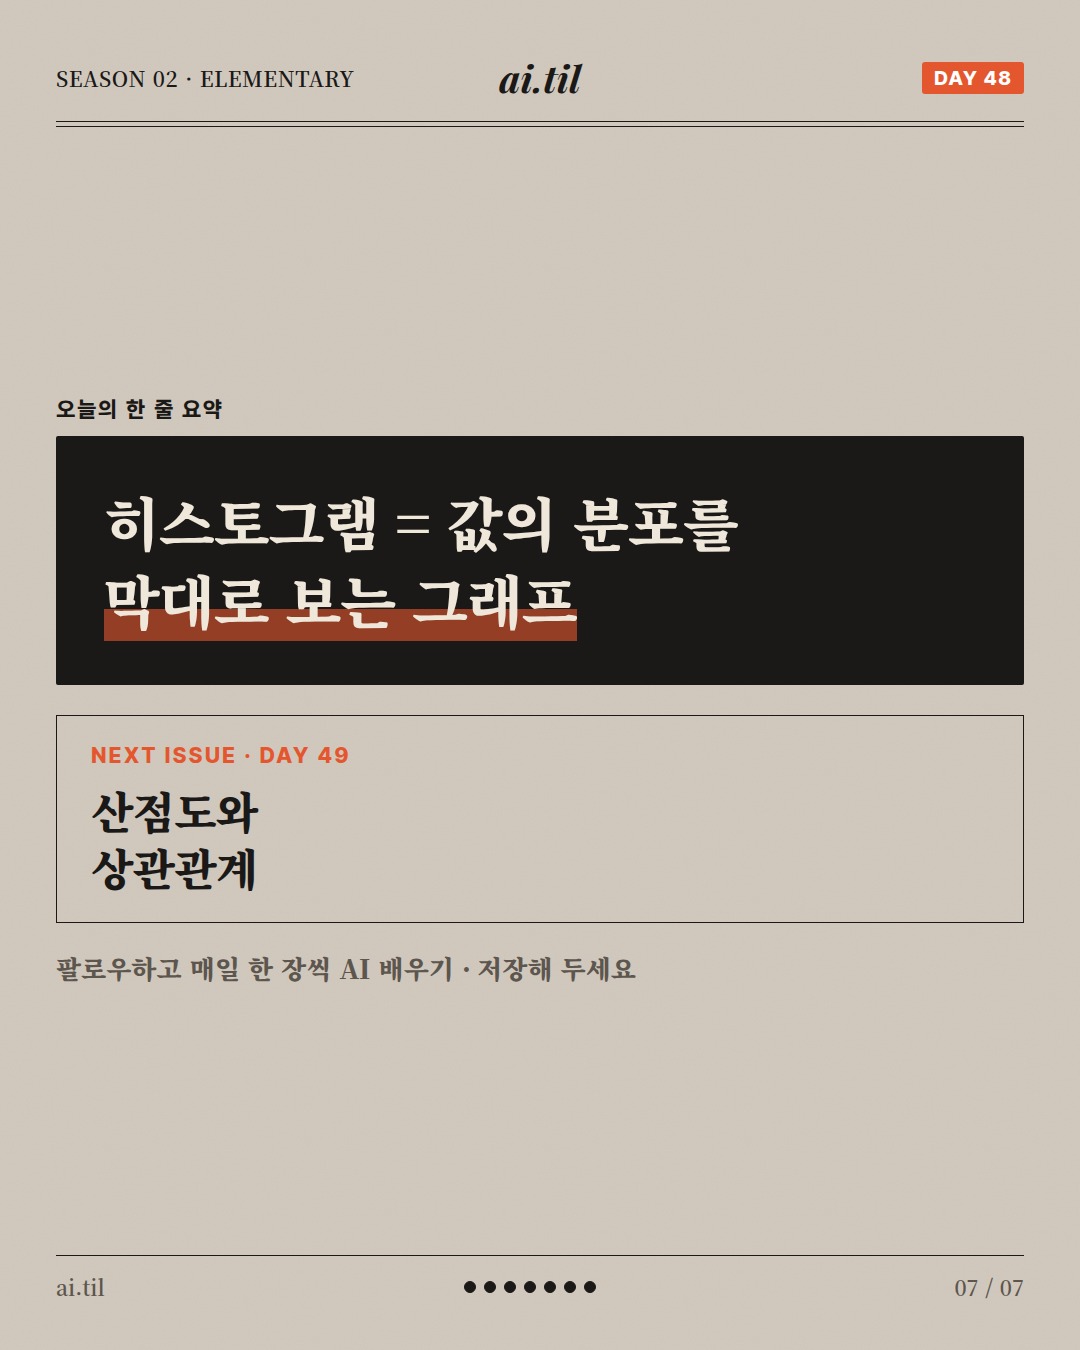 SEASON 02 · ELEMENTARY
ai.til
DAY 48
오늘의 한 줄 요약
히스토그램 = 값의 분포를
막대로 보는 그래프
NEXT ISSUE · DAY 49
산점도와
상관관계
팔로우하고 매일 한 장씩 AI 배우기 · 저장해 두세요
ai.til
07 / 07